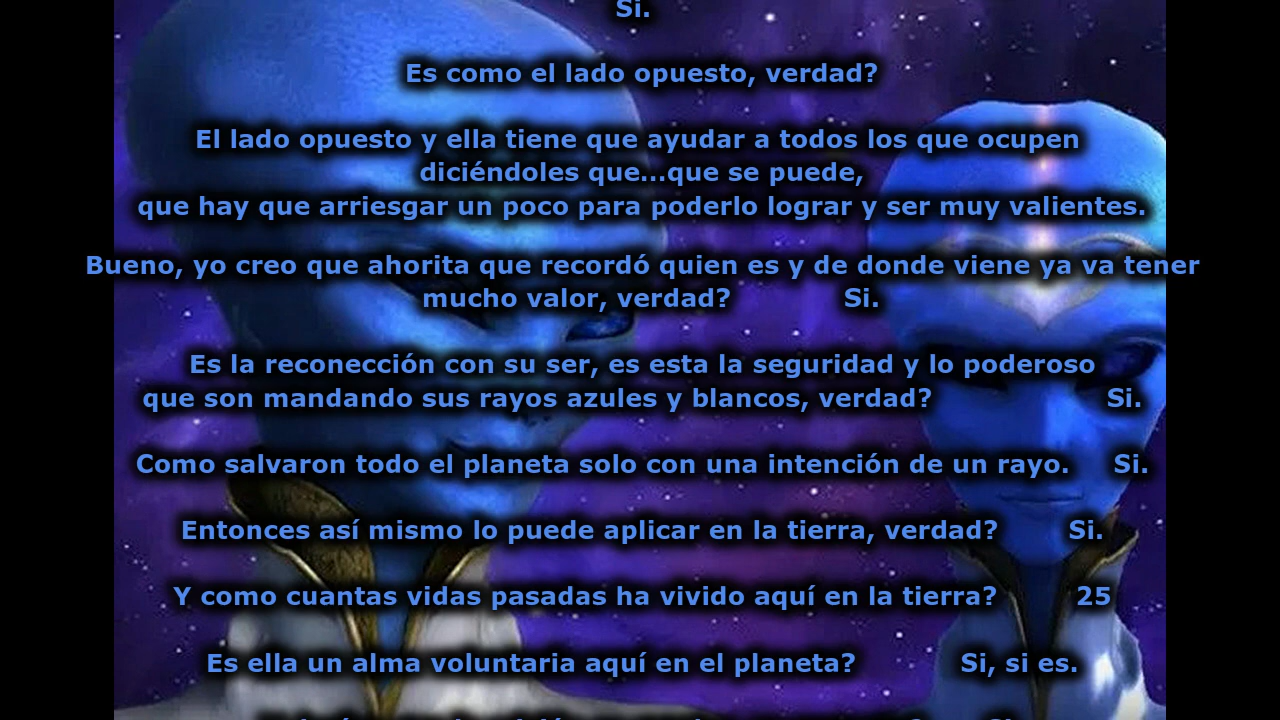 Si.
Es como el lado opuesto, verdad?
El lado opuesto y ella tiene que ayudar a todos los que ocupen
diciéndoles que...que se puede,
que hay que arriesgar un poco para poderlo lograr y ser muy valientes.
Bueno, yo creo que ahorita que recordó quien es y de donde viene ya va tener
mucho valor, verdad? Si.
Es la reconección con su ser, es esta la seguridad y lo poderoso
que son mandando sus rayos azules y blancos, verdad? Si.
Como salvaron todo el planeta solo con una intención de un rayo. Si.
Entonces así mismo lo puede aplicar en la tierra, verdad? Si.
Y como cuantas vidas pasadas ha vivido aquí en la tierra? 25
Es ella un alma voluntaria aquí en el planeta? Si, si es.